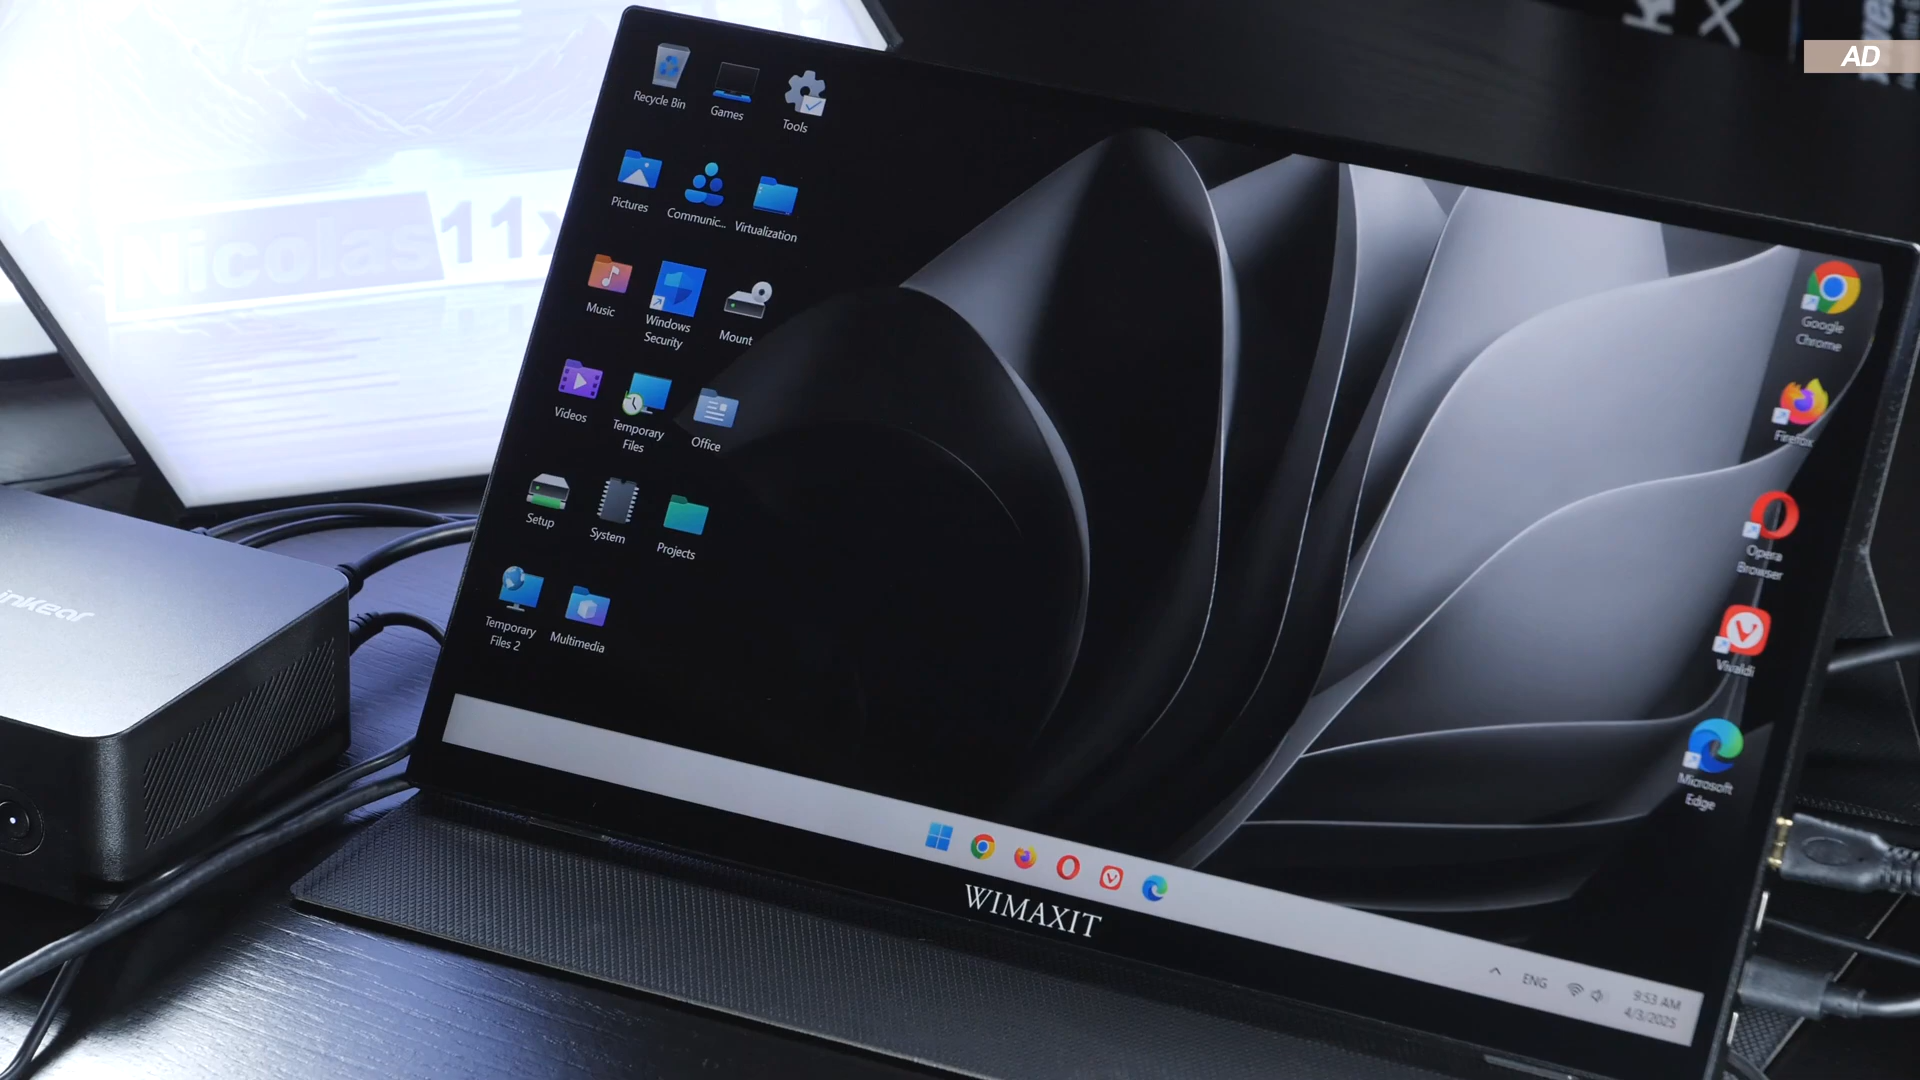 AD
Nicolas11x
Recycle Bin
Games
Tools
Pictures
Communic...
Virtualization
Music
Windows
Security
Mount
Videos
Temporary
Files
Office
Setup
System
Projects
Temporary
Files 2
Multimedia
Google
Chrome
Firefox
Opera
Browser
Vivaldi
Microsoft
Edge
WIMAXIT
ENG
9:53 AM
4/3/2025